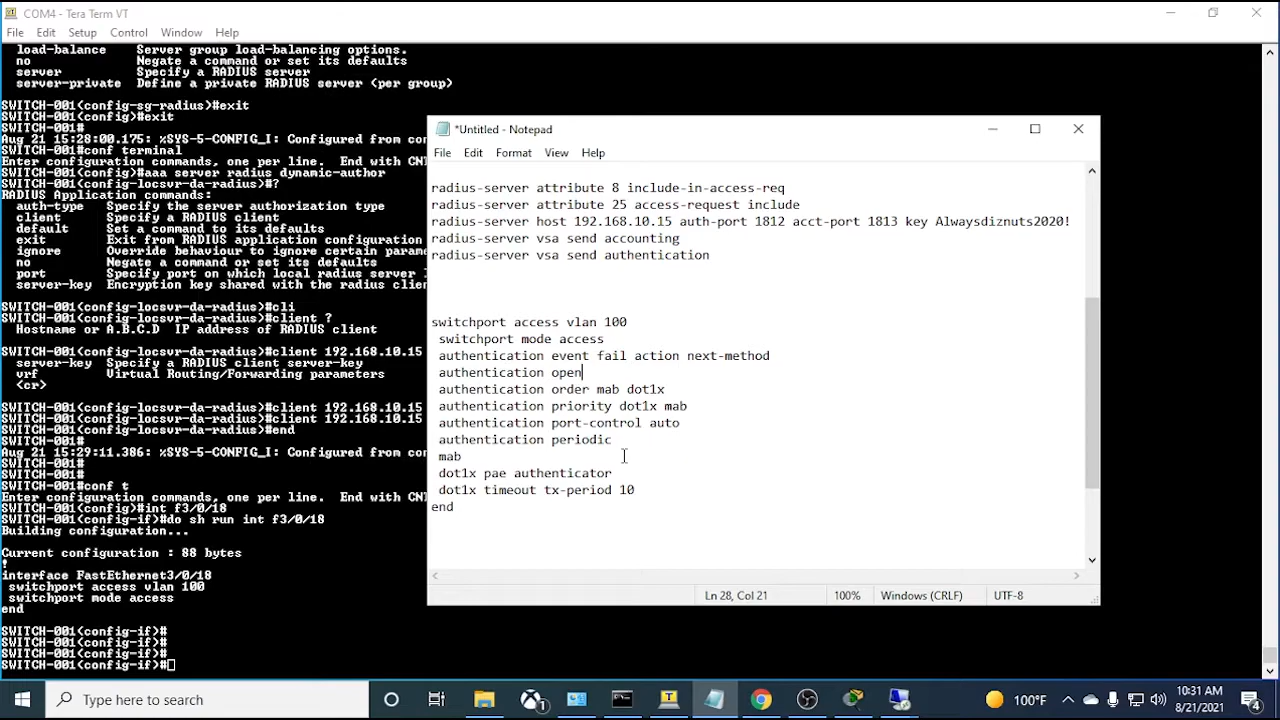 COM4 - Tera Term VT
File Edit Setup Control Window Help
load-balance Server group load-balancing options.
no Negate a command or set its defaults
server Specify a RADIUS server
server-private Define a private RADIUS server (per group)
SWITCH-001(config-sg-radius)#exit
SWITCH-001(config)#exit
SWITCH-001#
Aug 21 15:28:00.175: %SYS-5-CONFIG_I: Configured from con
SWITCH-001#conf terminal
Enter configuration commands, one per line. End with CN
SWITCH-001(config)#aaa server radius dynamic-author
SWITCH-001(config-locsvr-da-radius)#?
RADIUS Application commands:
auth-type Specify the server authorization type
client Specify a RADIUS client
default Set a command to its defaults
exit Exit from RADIUS application configuration
ignore Override behaviour to ignore certain parame
no Negate a command or set its defaults
port Specify port on which local radius server l
server-key Encryption key shared with the radius clie
SWITCH-001(config-locsvr-da-radius)#cli
SWITCH-001(config-locsvr-da-radius)#client ?
Hostname or A.B.C.D IP address of RADIUS client
SWITCH-001(config-locsvr-da-radius)#client 192.168.10.15
server-key Specify a RADIUS client server-key
vrf Virtual Routing/Forwarding parameters
<cr>
SWITCH-001(config-locsvr-da-radius)#client 192.168.10.15
SWITCH-001(config-locsvr-da-radius)#client 192.168.10.15
SWITCH-001(config-locsvr-da-radius)#end
SWITCH-001#
Aug 21 15:29:11.386: %SYS-5-CONFIG_I: Configured from con
SWITCH-001#
SWITCH-001#
SWITCH-001#conf t
Enter configuration commands, one per line. End with CN
SWITCH-001(config)#int f3/0/18
SWITCH-001(config-if)#do sh run int f3/0/18
Building configuration...
Current configuration : 88 bytes
!
interface FastEthernet3/0/18
switchport access vlan 100
switchport mode access
end
SWITCH-001(config-if)#
SWITCH-001(config-if)#
SWITCH-001(config-if)#
SWITCH-001(config-if)#
*Untitled - Notepad
File Edit Format View Help
radius-server attribute 8 include-in-access-req
radius-server attribute 25 access-request include
radius-server host 192.168.10.15 auth-port 1812 acct-port 1813 key Alwaysdiznuts2020!
radius-server vsa send accounting
radius-server vsa send authentication
switchport access vlan 100
switchport mode access
authentication event fail action next-method
authentication open
authentication order mab dot1x
authentication priority dot1x mab
authentication port-control auto
authentication periodic
mab
dot1x pae authenticator
dot1x timeout tx-period 10
end
Ln 28, Col 21 100% Windows (CRLF) UTF-8
Type here to search
100°F
10:31 AM
8/21/2021
1
4